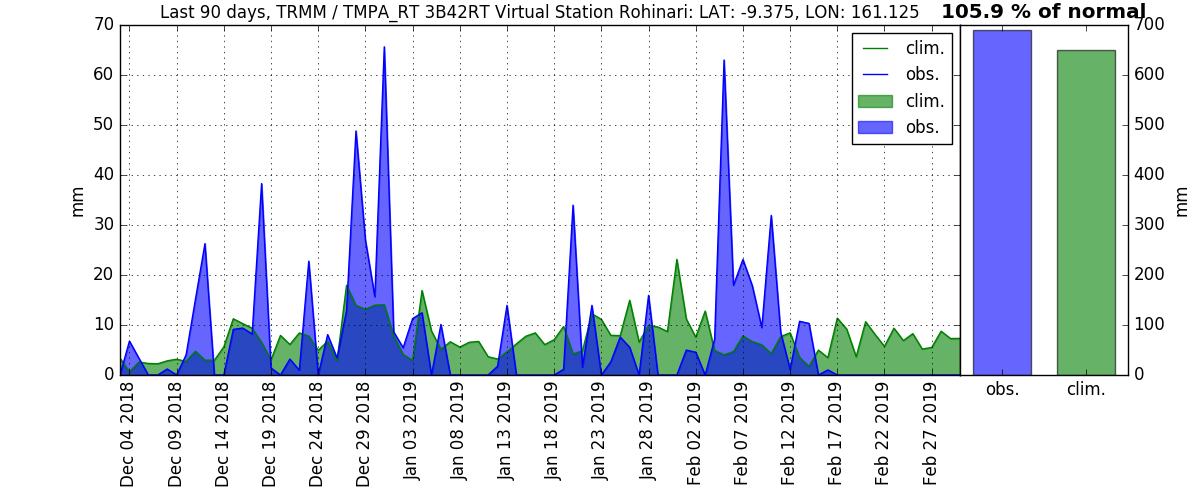 Last 90 days, TRMM / TMPA_RT 3B42RT Virtual Station Rohinari: LAT: -9.375, LON: 161.125
105.9 % of normal
70
60
50
40
30
20
10
0
mm
clim.
obs.
clim.
obs.
Dec 04 2018
Dec 09 2018
Dec 14 2018
Dec 19 2018
Dec 24 2018
Dec 29 2018
Jan 03 2019
Jan 08 2019
Jan 13 2019
Jan 18 2019
Jan 23 2019
Jan 28 2019
Feb 02 2019
Feb 07 2019
Feb 12 2019
Feb 17 2019
Feb 22 2019
Feb 27 2019
700
600
500
400
300
200
100
0
mm
obs.
clim.